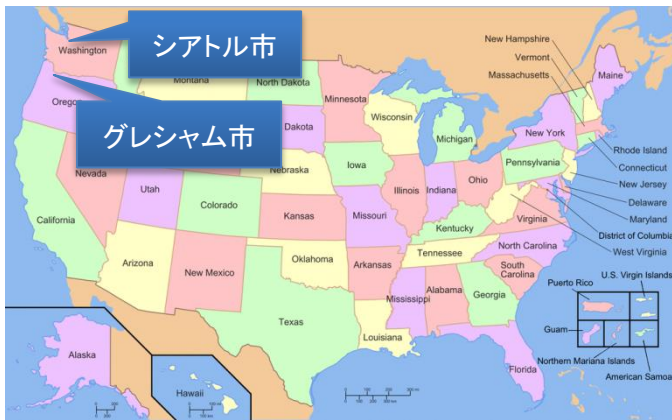 シアトル市
グレシャム市
Washington
Montana
North Dakota
Minnesota
Oregon
Dakota
Wisconsin
Michigan
New Hampshire
Vermont
Massachusetts
Maine
New York
Rhode Island
Connecticut
New Jersey
Delaware
Maryland
District of Columbia
West Virginia
Pennsylvania
Nevada
Utah
Colorado
Nebraska
Iowa
Illinois
Indiana
Ohio
California
Kansas
Missouri
Kentucky
Virginia
Arizona
New Mexico
Oklahoma
Arkansas
Tennessee
North Carolina
South
Carolina
Texas
Louisiana
Mississippi
Alabama
Georgia
Florida
Alaska
Hawaii
Puerto Rico
U.S. Virgin Islands
Guam
Northern Mariana Islands
American Samoa